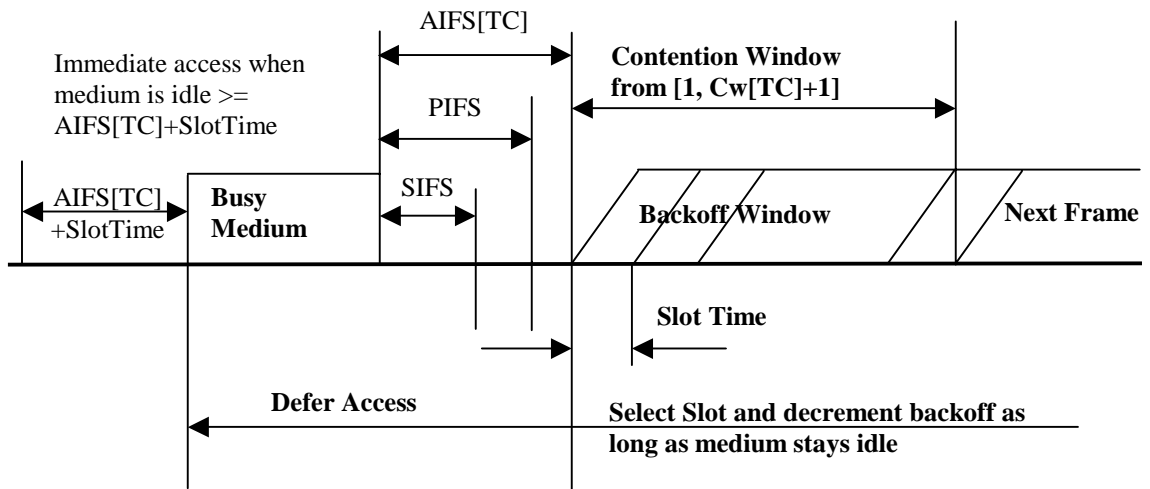 AIFS[TC]
Immediate access when
medium is idle >=
AIFS[TC]+SlotTime
Contention Window
from [1, Cw[TC]+1]
PIFS
SIFS
AIFS[TC]
+SlotTime
Busy
Medium
Backoff Window
Next Frame
Slot Time
Defer Access
Select Slot and decrement backoff as
long as medium stays idle